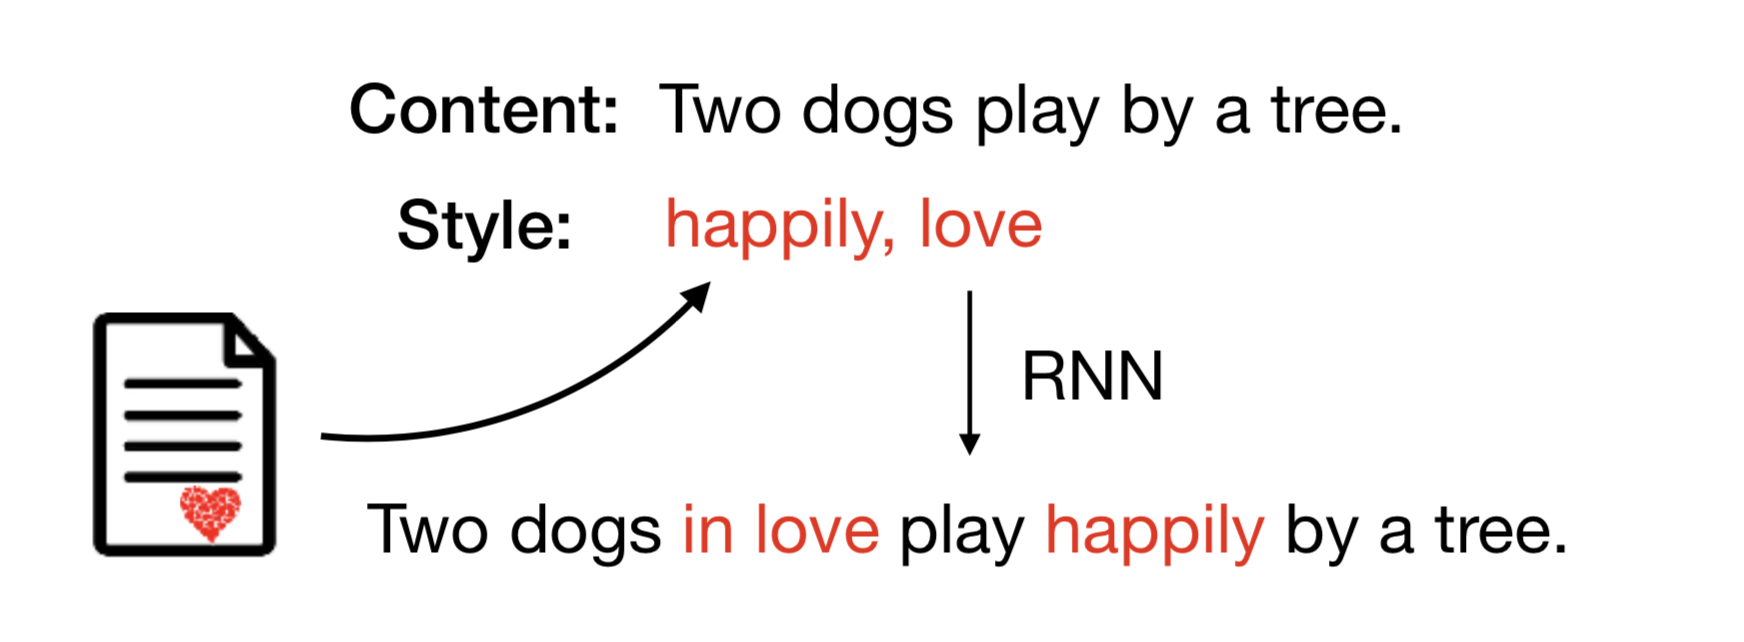 Content: Two dogs play by a tree.
Style: happily, love
RNN
Two dogs in love play happily by a tree.